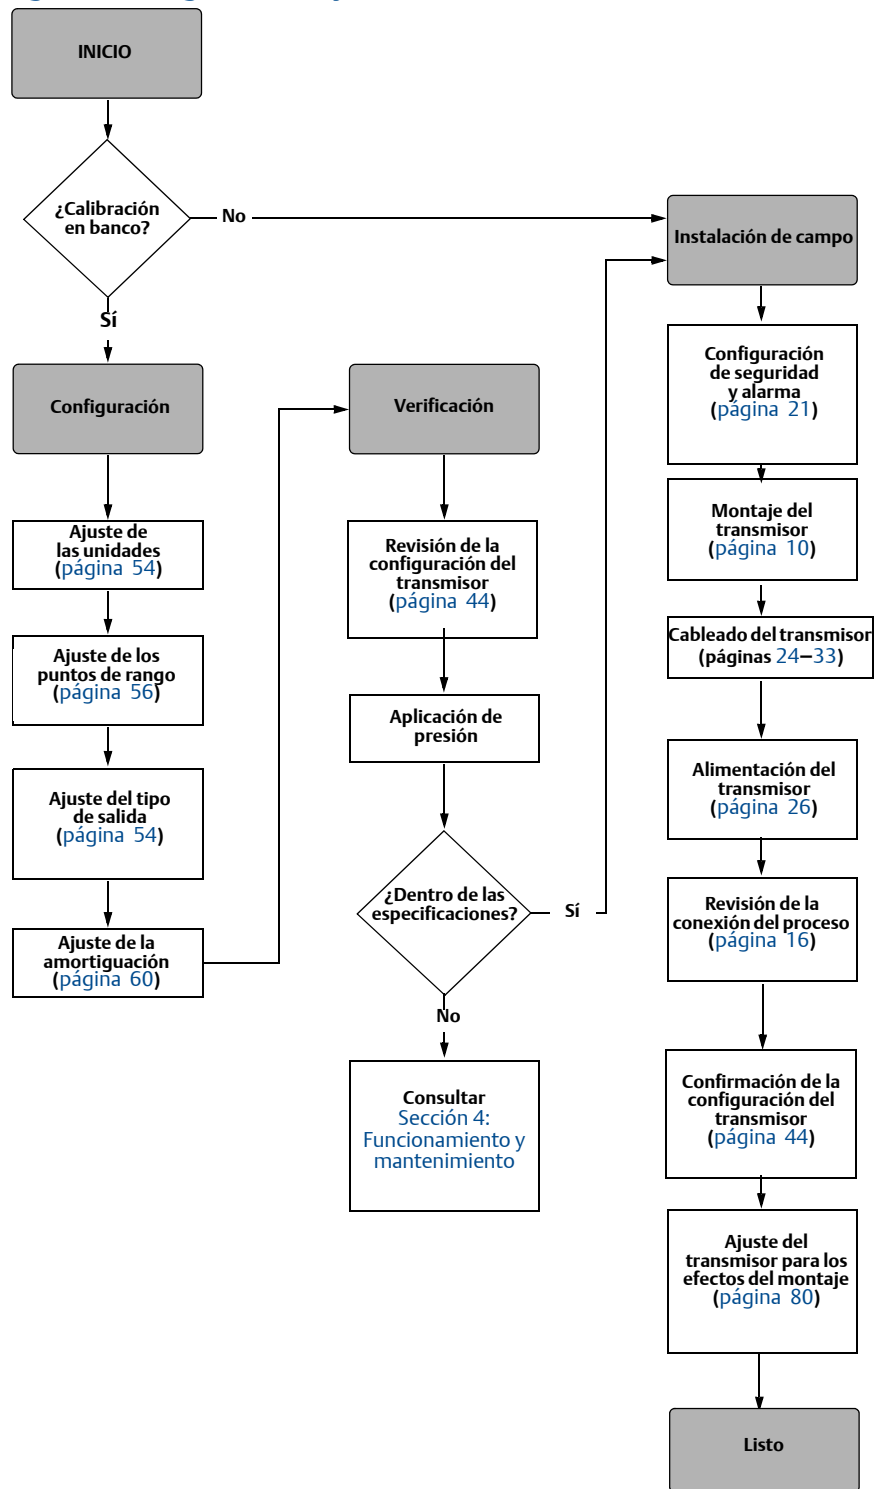 INICIO
¿Calibración
en banco?
No
Sí
Configuración
Ajuste de
las unidades
(página 54)
Ajuste de los
puntos de rango
(página 56)
Ajuste del tipo
de salida
(página 54)
Ajuste de la
amortiguación
(página 60)
Verificación
Revisión de la
configuración del
transmisor
(página 44)
Aplicación de
presión
¿Dentro de las
especificaciones?
Sí
No
Consultar
Sección 4:
Funcionamiento y
mantenimiento
Instalación de campo
Configuración
de seguridad
y alarma
(página 21)
Montaje del
transmisor
(página 10)
Cableado del transmisor
(páginas 24–33)
Alimentación del
transmisor
(página 26)
Revisión de la
conexión del proceso
(página 16)
Confirmación de la
configuración del
transmisor
(página 44)
Ajuste del
transmisor para los
efectos del montaje
(página 80)
Listo